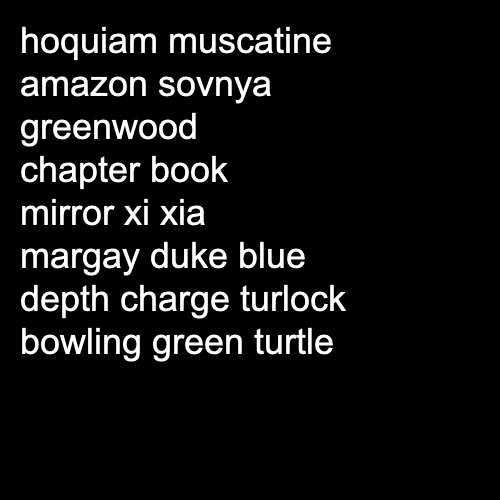 hoquiam muscatine
amazon sovnya
greenwood
chapter book
mirror xi xia
margay duke blue
depth charge turlock
bowling green turtle